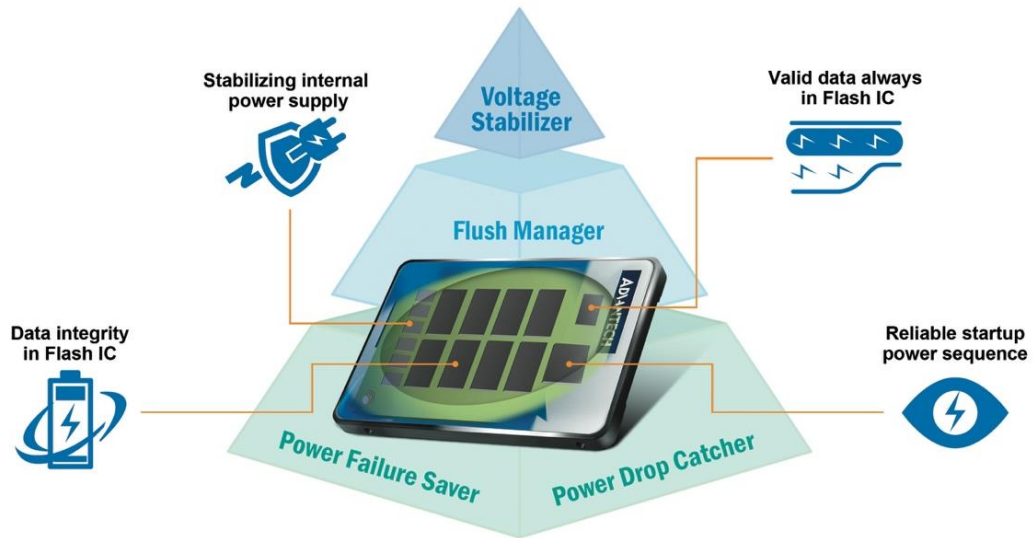 Stabilizing internal
power supply
Voltage
Stabilizer
Valid data always
in Flash IC
Flush Manager
ADVANTECH
Data integrity
in Flash IC
Reliable startup
power sequence
Power Failure Saver
Power Drop Catcher